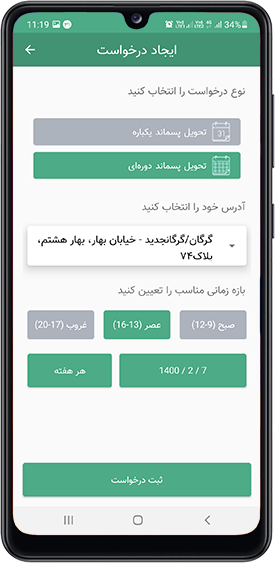 11:19 34%
ایجاد درخواست
نوع درخواست را انتخاب کنید
تحویل پسماند یکباره
31
تحویل پسماند دوره‌ای
آدرس خود را انتخاب کنید
گرگان/گرگانجدید - خیابان بهار، بهار هشتم،
پلاک۷۴
بازه زمانی مناسب را تعیین کنید
صبح (9-12)
عصر (13-16)
غروب (17-20)
1400 / 2 / 7
هر هفته
ثبت درخواست